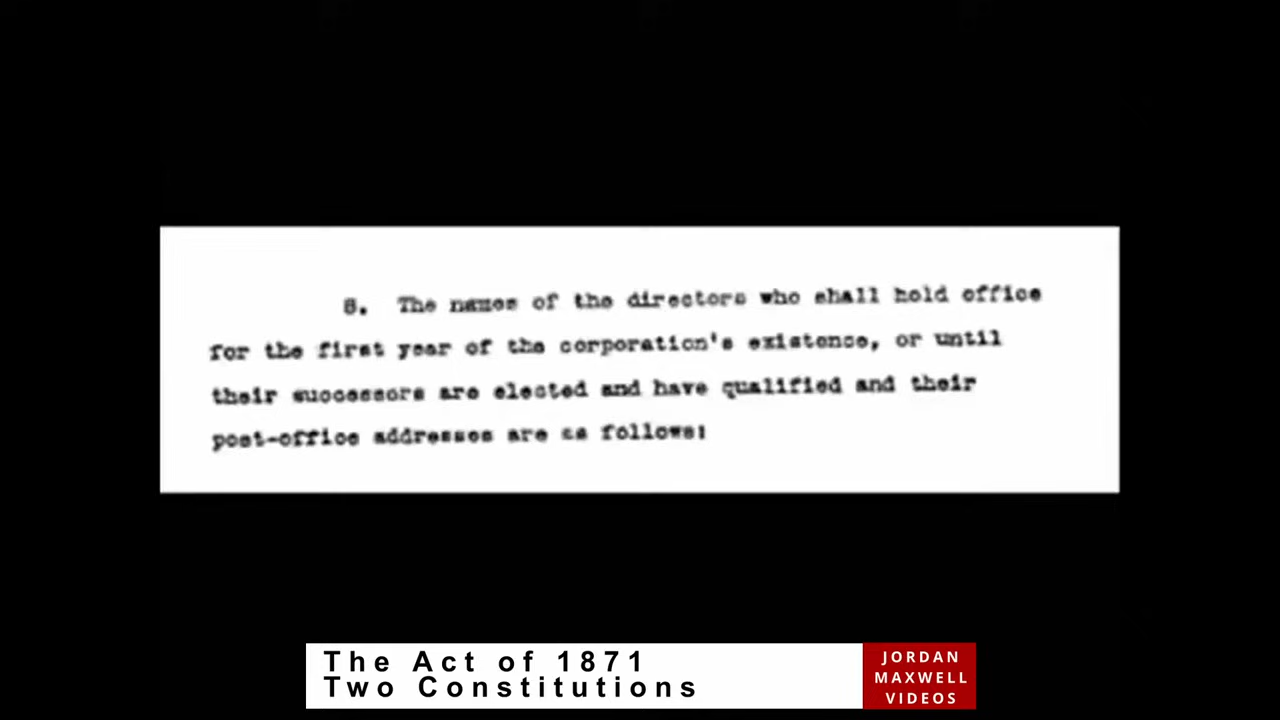 8. The names of the directors who shall hold office
for the first year of the corporation's existence, or until
their successors are elected and have qualified and their
post-office addresses are as follows:
The Act of 1871
Two Constitutions
JORDAN
MAXWELL
VIDEOS